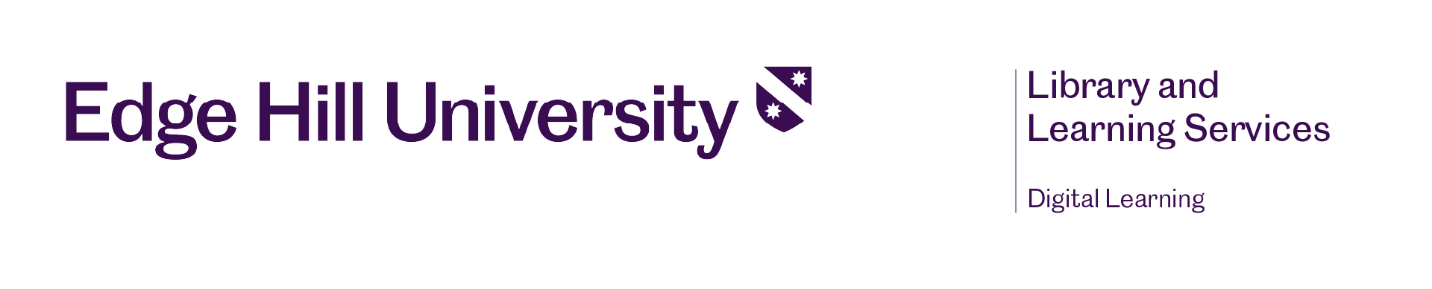 Edge Hill University
Library and
Learning Services
Digital Learning